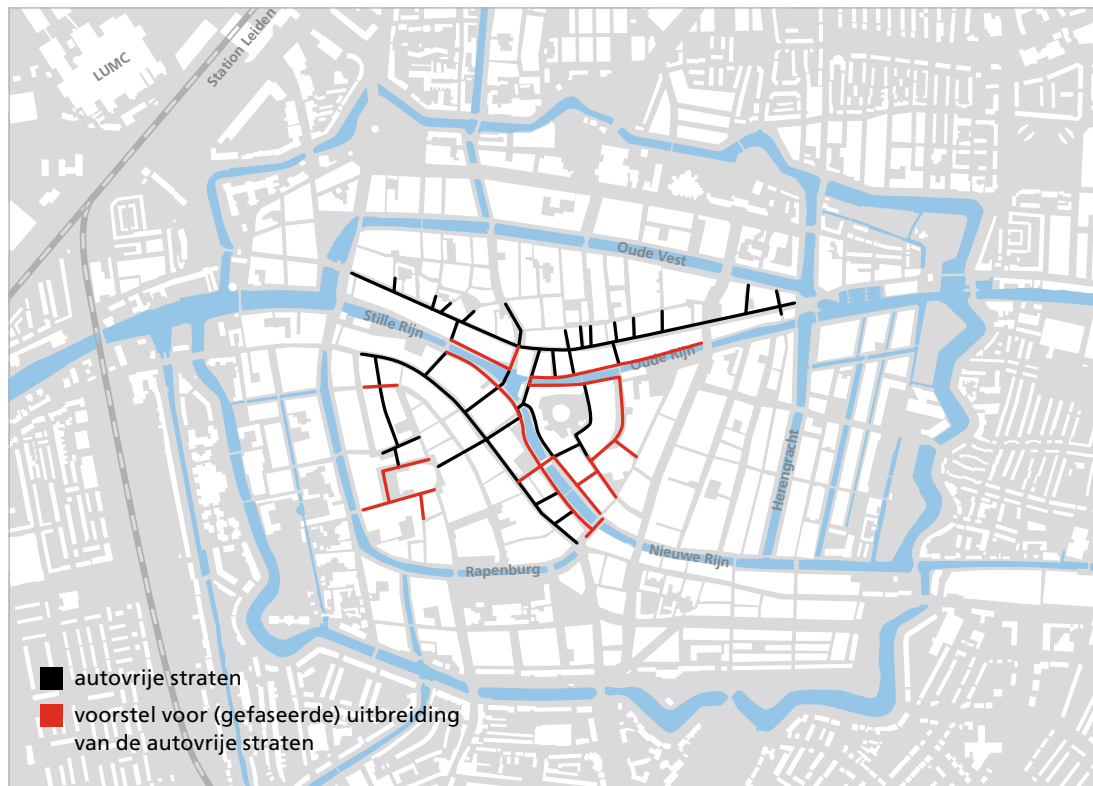 LUMC
Station Leiden
Oude Vest
Stille Rijn
Oude Rijn
Herengracht
Nieuwe Rijn
Rapenburg
autovrije straten
voorstel voor (gefaseerde) uitbreiding
van de autovrije straten